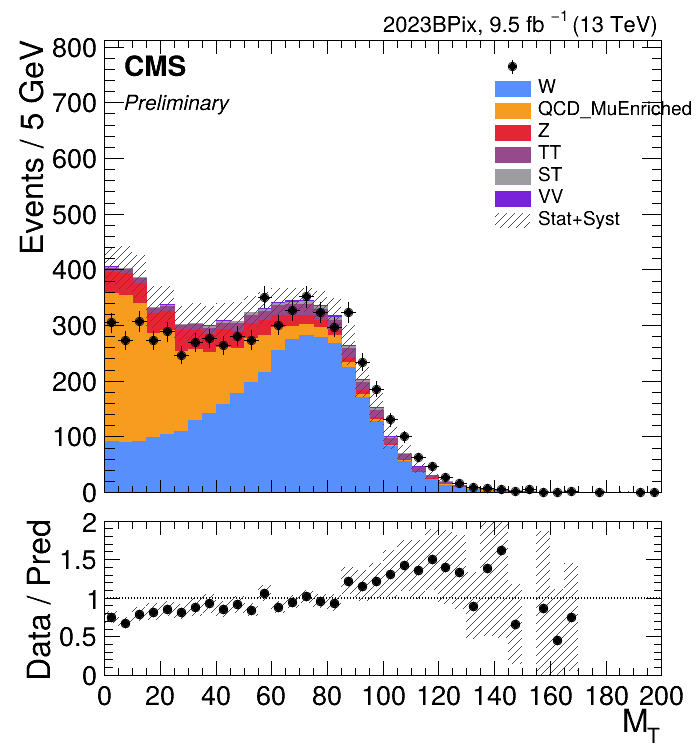 2023BPix, 9.5 fb⁻¹ (13 TeV)
Events / 5 GeV
800
700
600
500
400
300
200
100
0
CMS
Preliminary
W
QCD_MuEnriched
Z
TT
ST
VV
Stat+Syst
Data / Pred
2
1.5
1
0.5
0
0 20 40 60 80 100 120 140 160 180 200
M_T